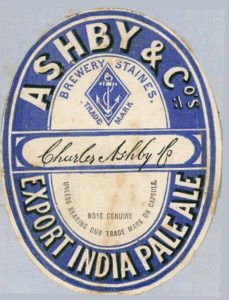 ASHBY & Co's
BREWERY STAINES.
TRADE MARK
Charles Ashby & Co
NONE GENUINE
UNLESS BEARING OUR TRADE MARK ON CAPSULE.
EXPORT INDIA PALE ALE